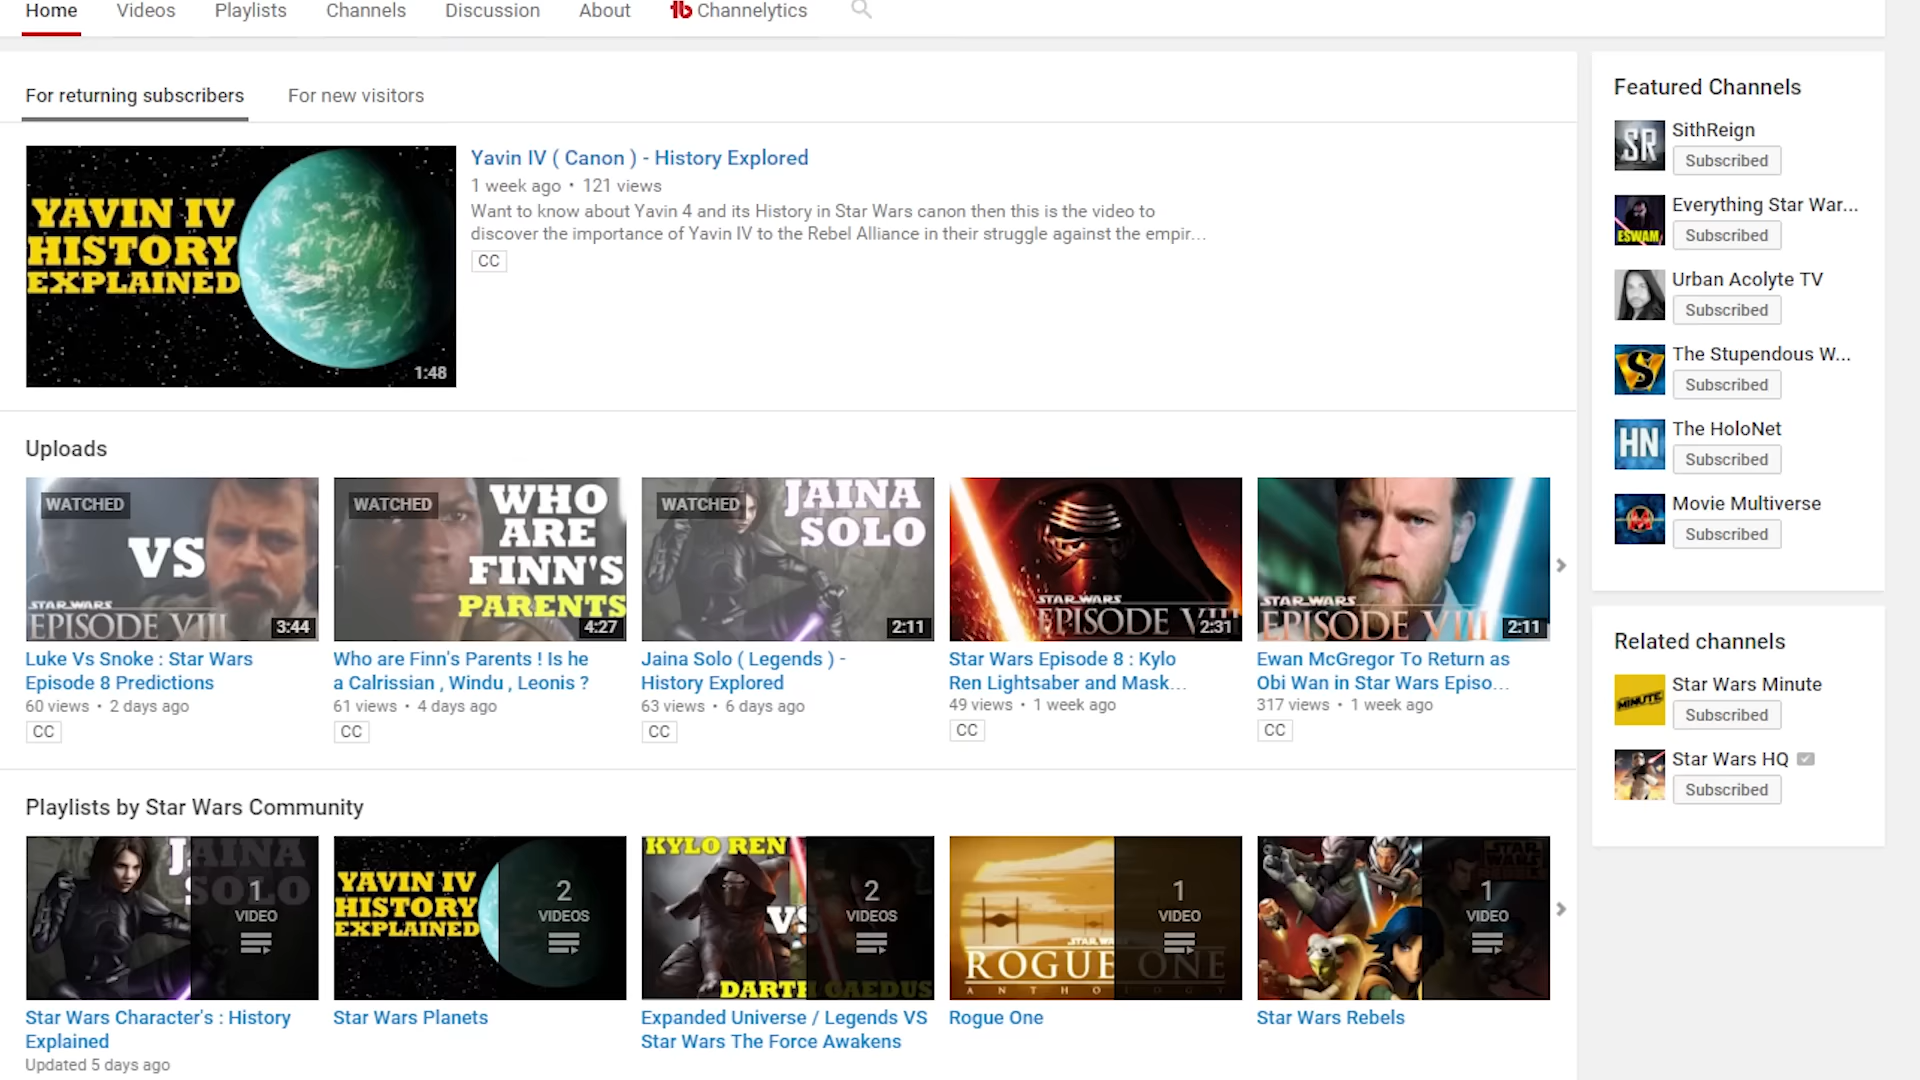 Home Videos Playlists Channels Discussion About tb Channelytics
For returning subscribers For new visitors
YAVIN IV
HISTORY
EXPLAINED
1:48
Yavin IV ( Canon ) - History Explored
1 week ago • 121 views
Want to know about Yavin 4 and its History in Star Wars canon then this is the video to
discover the importance of Yavin IV to the Rebel Alliance in their struggle against the empir...
CC
Uploads
WATCHED
VS
STAR WARS
EPISODE VIII
3:44
Luke Vs Snoke : Star Wars
Episode 8 Predictions
60 views • 2 days ago
CC
WATCHED
WHO
ARE
FINN'S
PARENTS
4:27
Who are Finn's Parents ! Is he
a Calrissian , Windu , Leonis ?
61 views • 4 days ago
CC
WATCHED
JAINA
SOLO
2:11
Jaina Solo ( Legends ) -
History Explored
63 views • 6 days ago
CC
STAR WARS
EPISODE VIII
2:31
Star Wars Episode 8 : Kylo
Ren Lightsaber and Mask...
49 views • 1 week ago
CC
STAR WARS
EPISODE VIII
2:11
Ewan McGregor To Return as
Obi Wan in Star Wars Episo...
317 views • 1 week ago
CC
Playlists by Star Wars Community
JAINA
SOLO
1
VIDEO
Star Wars Character's : History
Explained
Updated 5 days ago
YAVIN IV
HISTORY
EXPLAINED
2
VIDEOS
Star Wars Planets
KYLO REN
VS
DARTH CAEDUS
2
VIDEOS
Expanded Universe / Legends VS
Star Wars The Force Awakens
STAR WARS
ROGUE ONE
ANTHOLOGY
1
VIDEO
Rogue One
STAR WARS
REBELS
1
VIDEO
Star Wars Rebels
Featured Channels
SR
SithReign
Subscribed
ESWAM
Everything Star War...
Subscribed
Urban Acolyte TV
Subscribed
S
The Stupendous W...
Subscribed
HN
The HoloNet
Subscribed
M
Movie Multiverse
Subscribed
Related channels
MINUTE
Star Wars Minute
Subscribed
Star Wars HQ
Subscribed